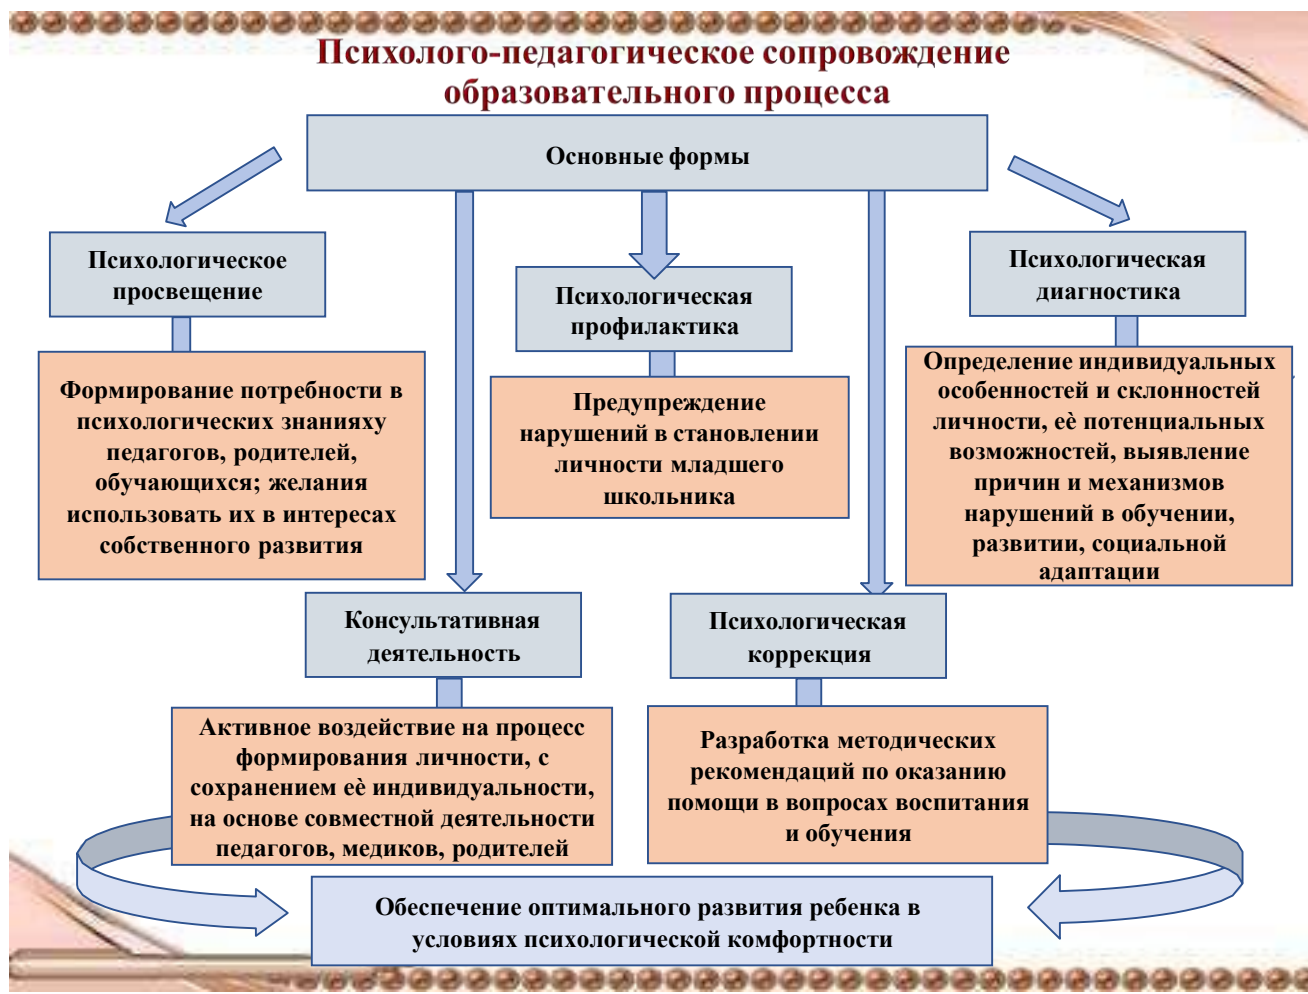 Психолого-педагогическое сопровождение
образовательного процесса
Основные формы
Психологическое
просвещение
Формирование потребности в
психологических знанияху
педагогов, родителей,
обучающихся; желания
использовать их в интересах
собственного развития
Психологическая
профилактика
Предупреждение
нарушений в становлении
личности младшего
школьника
Психологическая
диагностика
Определение индивидуальных
особенностей и склонностей
личности, еѐ потенциальных
возможностей, выявление
причин и механизмов
нарушений в обучении,
развитии, социальной
адаптации
Консультативная
деятельность
Активное воздействие на процесс
формирования личности, с
сохранением еѐ индивидуальности,
на основе совместной деятельности
педагогов, медиков, родителей
Психологическая
коррекция
Разработка методических
рекомендаций по оказанию
помощи в вопросах воспитания
и обучения
Обеспечение оптимального развития ребенка в
условиях психологической комфортности